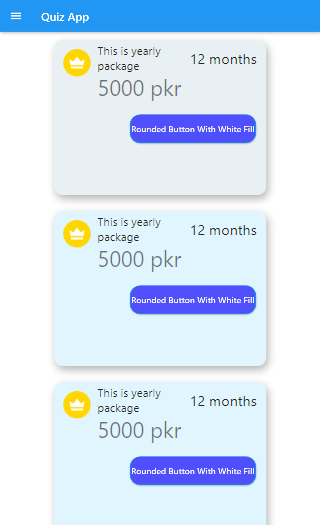 Quiz App
This is yearly
package
12 months
5000 pkr
Rounded Button With White Fill
This is yearly
package
12 months
5000 pkr
Rounded Button With White Fill
This is yearly
package
12 months
5000 pkr
Rounded Button With White Fill